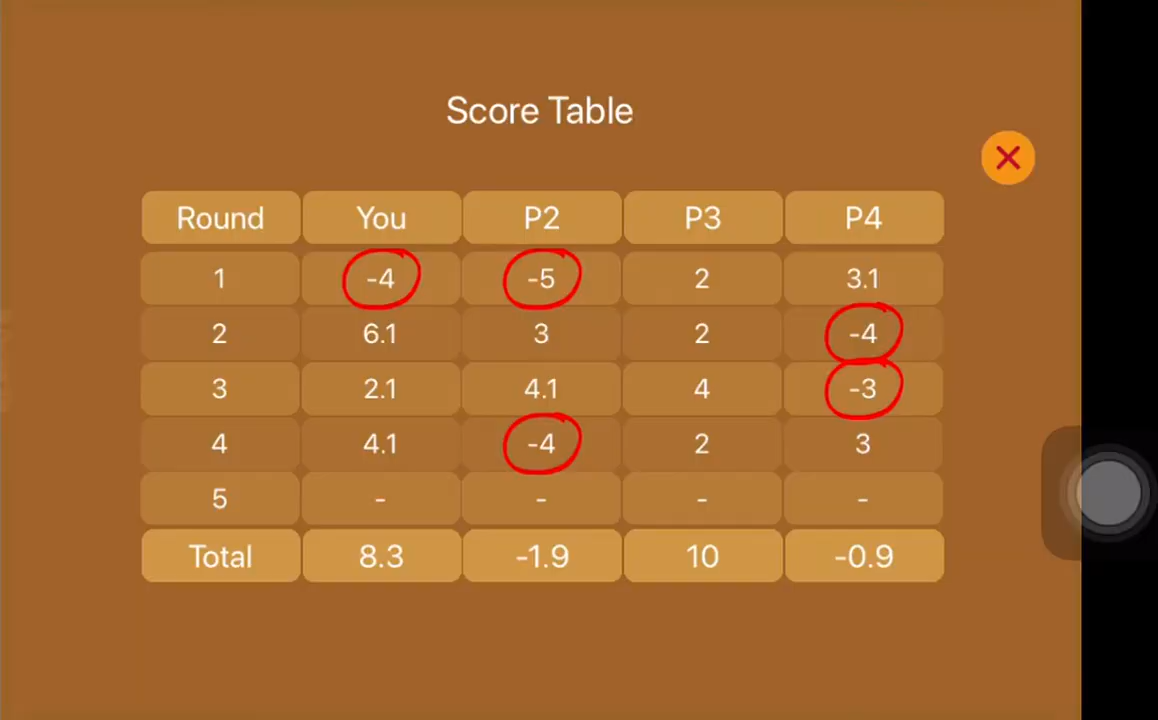 Score Table
Round You P2 P3 P4
1 -4 -5 2 3.1
2 6.1 3 2 -4
3 2.1 4.1 4 -3
4 4.1 -4 2 3
5 - - - -
Total 8.3 -1.9 10 -0.9